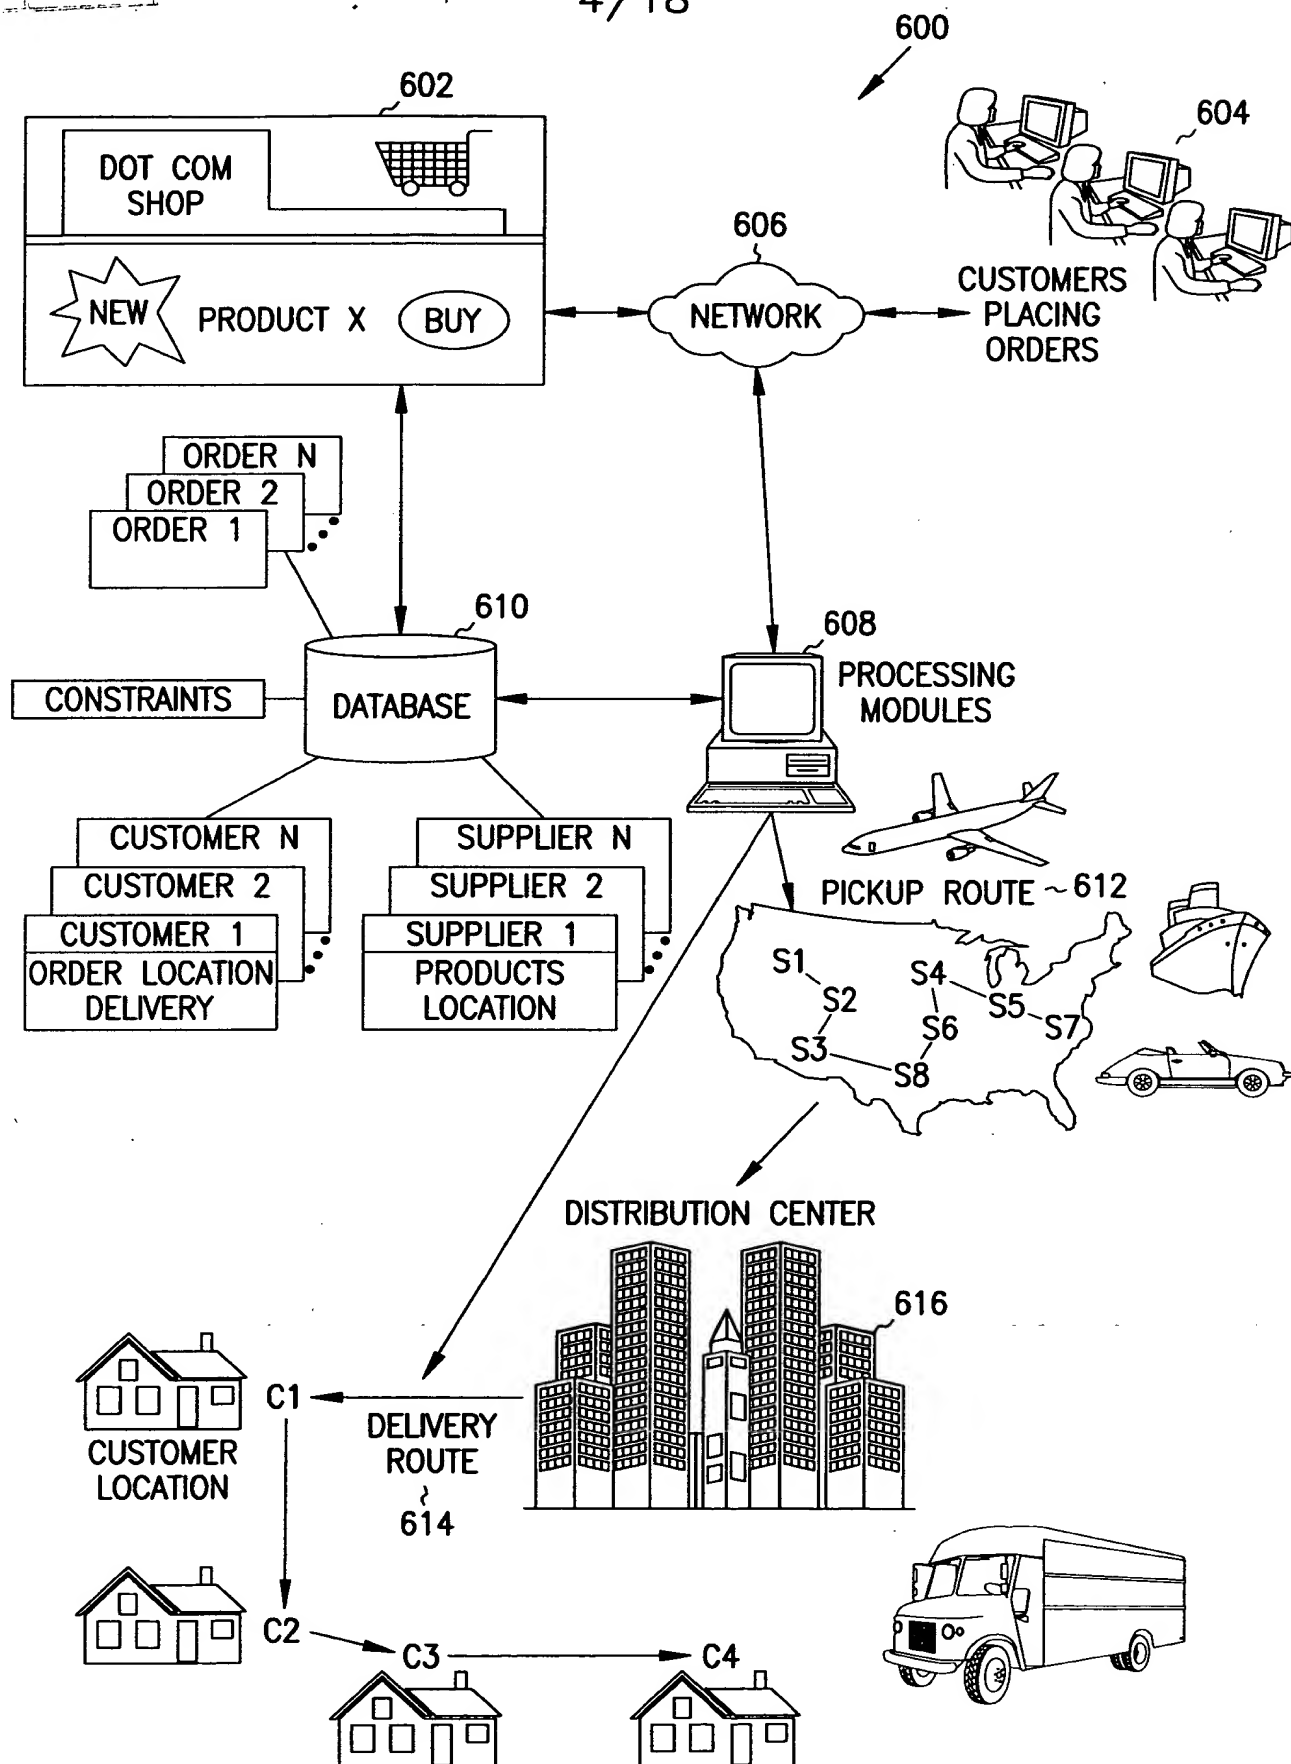 4/18
600
602
604
DOT COM
SHOP
606
NEW
PRODUCT X
BUY
NETWORK
CUSTOMERS
PLACING
ORDERS
ORDER N
ORDER 2
ORDER 1
610
608
CONSTRAINTS
DATABASE
PROCESSING
MODULES
CUSTOMER N
CUSTOMER 2
CUSTOMER 1
ORDER LOCATION
DELIVERY
SUPPLIER N
SUPPLIER 2
SUPPLIER 1
PRODUCTS
LOCATION
PICKUP ROUTE ~612
S1
S2
S3
S4
S5
S6
S7
S8
DISTRIBUTION CENTER
616
C1
CUSTOMER
LOCATION
DELIVERY
ROUTE
614
C2
C3
C4